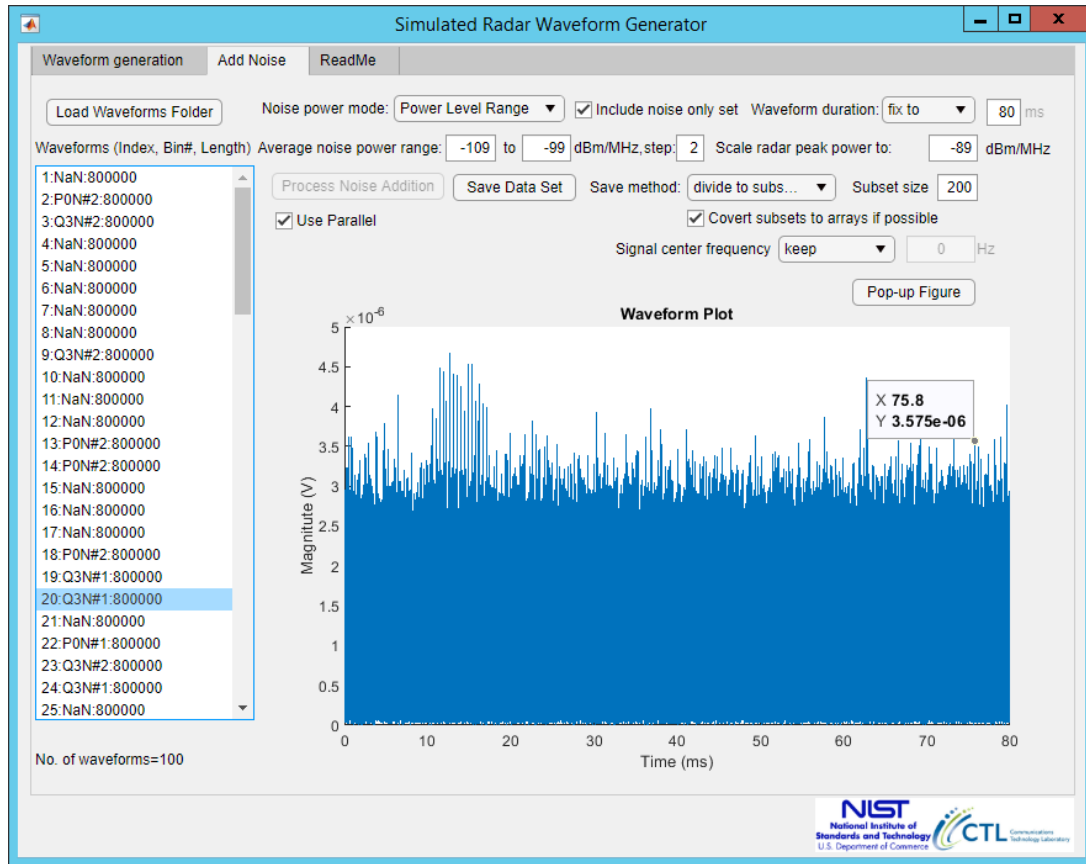 Simulated Radar Waveform Generator
Waveform generation Add Noise ReadMe
Load Waveforms Folder Noise power mode: Power Level Range Include noise only set Waveform duration: fix to 80 ms
Waveforms (Index, Bin#, Length) Average noise power range: -109 to -99 dBm/MHz, step: 2 Scale radar peak power to: -89 dBm/MHz
Process Noise Addition Save Data Set Save method: divide to subs... Subset size 200
Use Parallel Covert subsets to arrays if possible
Signal center frequency keep 0 Hz
Pop-up Figure
1:NaN:800000
2:P0N#2:800000
3:Q3N#2:800000
4:NaN:800000
5:NaN:800000
6:NaN:800000
7:NaN:800000
8:NaN:800000
9:Q3N#2:800000
10:NaN:800000
11:NaN:800000
12:NaN:800000
13:P0N#2:800000
14:P0N#2:800000
15:NaN:800000
16:NaN:800000
17:NaN:800000
18:P0N#2:800000
19:Q3N#1:800000
20:Q3N#1:800000
21:NaN:800000
22:P0N#1:800000
23:Q3N#2:800000
24:Q3N#1:800000
25:NaN:800000
No. of waveforms=100
Waveform Plot
×10⁻⁶
5
4.5
4
3.5
3
2.5
2
1.5
1
0.5
0
Magnitute (V)
X 75.8
Y 3.575e-06
0 10 20 30 40 50 60 70 80
Time (ms)
NIST
National Institute of
Standards and Technology
U.S. Department of Commerce
CTL
Communications
Technology Laboratory